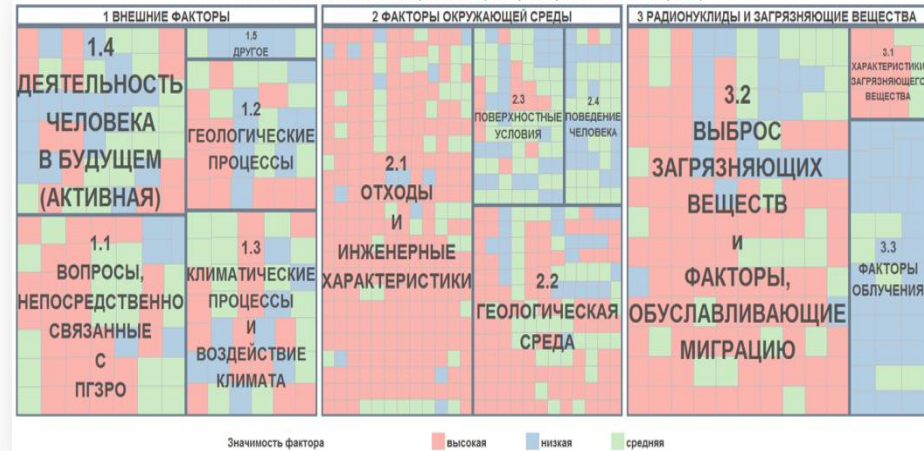 1 ВНЕШНИЕ ФАКТОРЫ
1.4
ДЕЯТЕЛЬНОСТЬ
ЧЕЛОВЕКА
В БУДУЩЕМ
(АКТИВНАЯ)
1.5
ДРУГОЕ
1.2
ГЕОЛОГИЧЕСКИЕ
ПРОЦЕССЫ
1.1
ВОПРОСЫ,
НЕПОСРЕДСТВЕННО
СВЯЗАННЫЕ
С
ПГЗРО
1.3
КЛИМАТИЧЕСКИЕ
ПРОЦЕССЫ
И
ВОЗДЕЙСТВИЕ
КЛИМАТА
2 ФАКТОРЫ ОКРУЖАЮЩЕЙ СРЕДЫ
2.1
ОТХОДЫ
И
ИНЖЕНЕРНЫЕ
ХАРАКТЕРИСТИКИ
2.3
ПОВЕРХНОСТНЫЕ
УСЛОВИЯ
2.4
ПОВЕДЕНИЕ
ЧЕЛОВЕКА
2.2
ГЕОЛОГИЧЕСКАЯ
СРЕДА
3 РАДИОНУКЛИДЫ И ЗАГРЯЗНЯЮЩИЕ ВЕЩЕСТВА
3.2
ВЫБРОС
ЗАГРЯЗНЯЮЩИХ
ВЕЩЕСТВ
И
ФАКТОРЫ,
ОБУСЛАВЛИВАЮЩИЕ
МИГРАЦИЮ
3.1
ХАРАКТЕРИСТИКИ
ЗАГРЯЗНЯЮЩЕГО
ВЕЩЕСТВА
3.3
ФАКТОРЫ
ОБЛУЧЕНИЯ
Значимость фактора
высокая
низкая
средняя